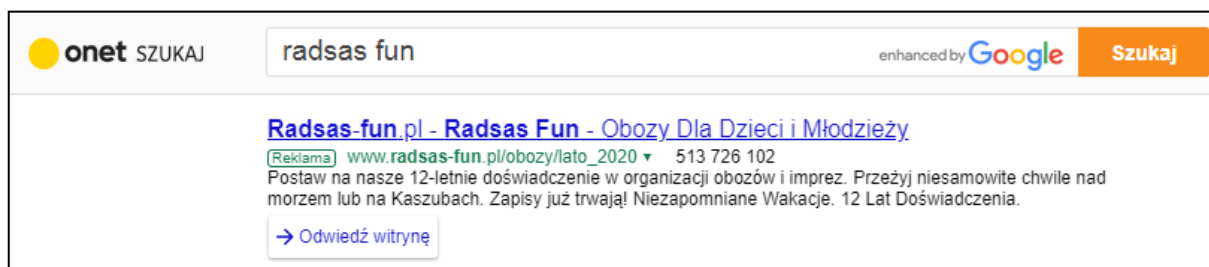 onet SZUKAJ radsas fun enhanced by Google Szukaj
Radsas-fun.pl - Radsas Fun - Obozy Dla Dzieci i Młodzieży
Reklama www.radsas-fun.pl/obozy/lato_2020 ▾ 513 726 102
Postaw na nasze 12-letnie doświadczenie w organizacji obozów i imprez. Przeżyj niesamowite chwile nad
morzem lub na Kaszubach. Zapisy już trwają! Niezapomniane Wakacje. 12 Lat Doświadczenia.
→ Odwiedź witrynę